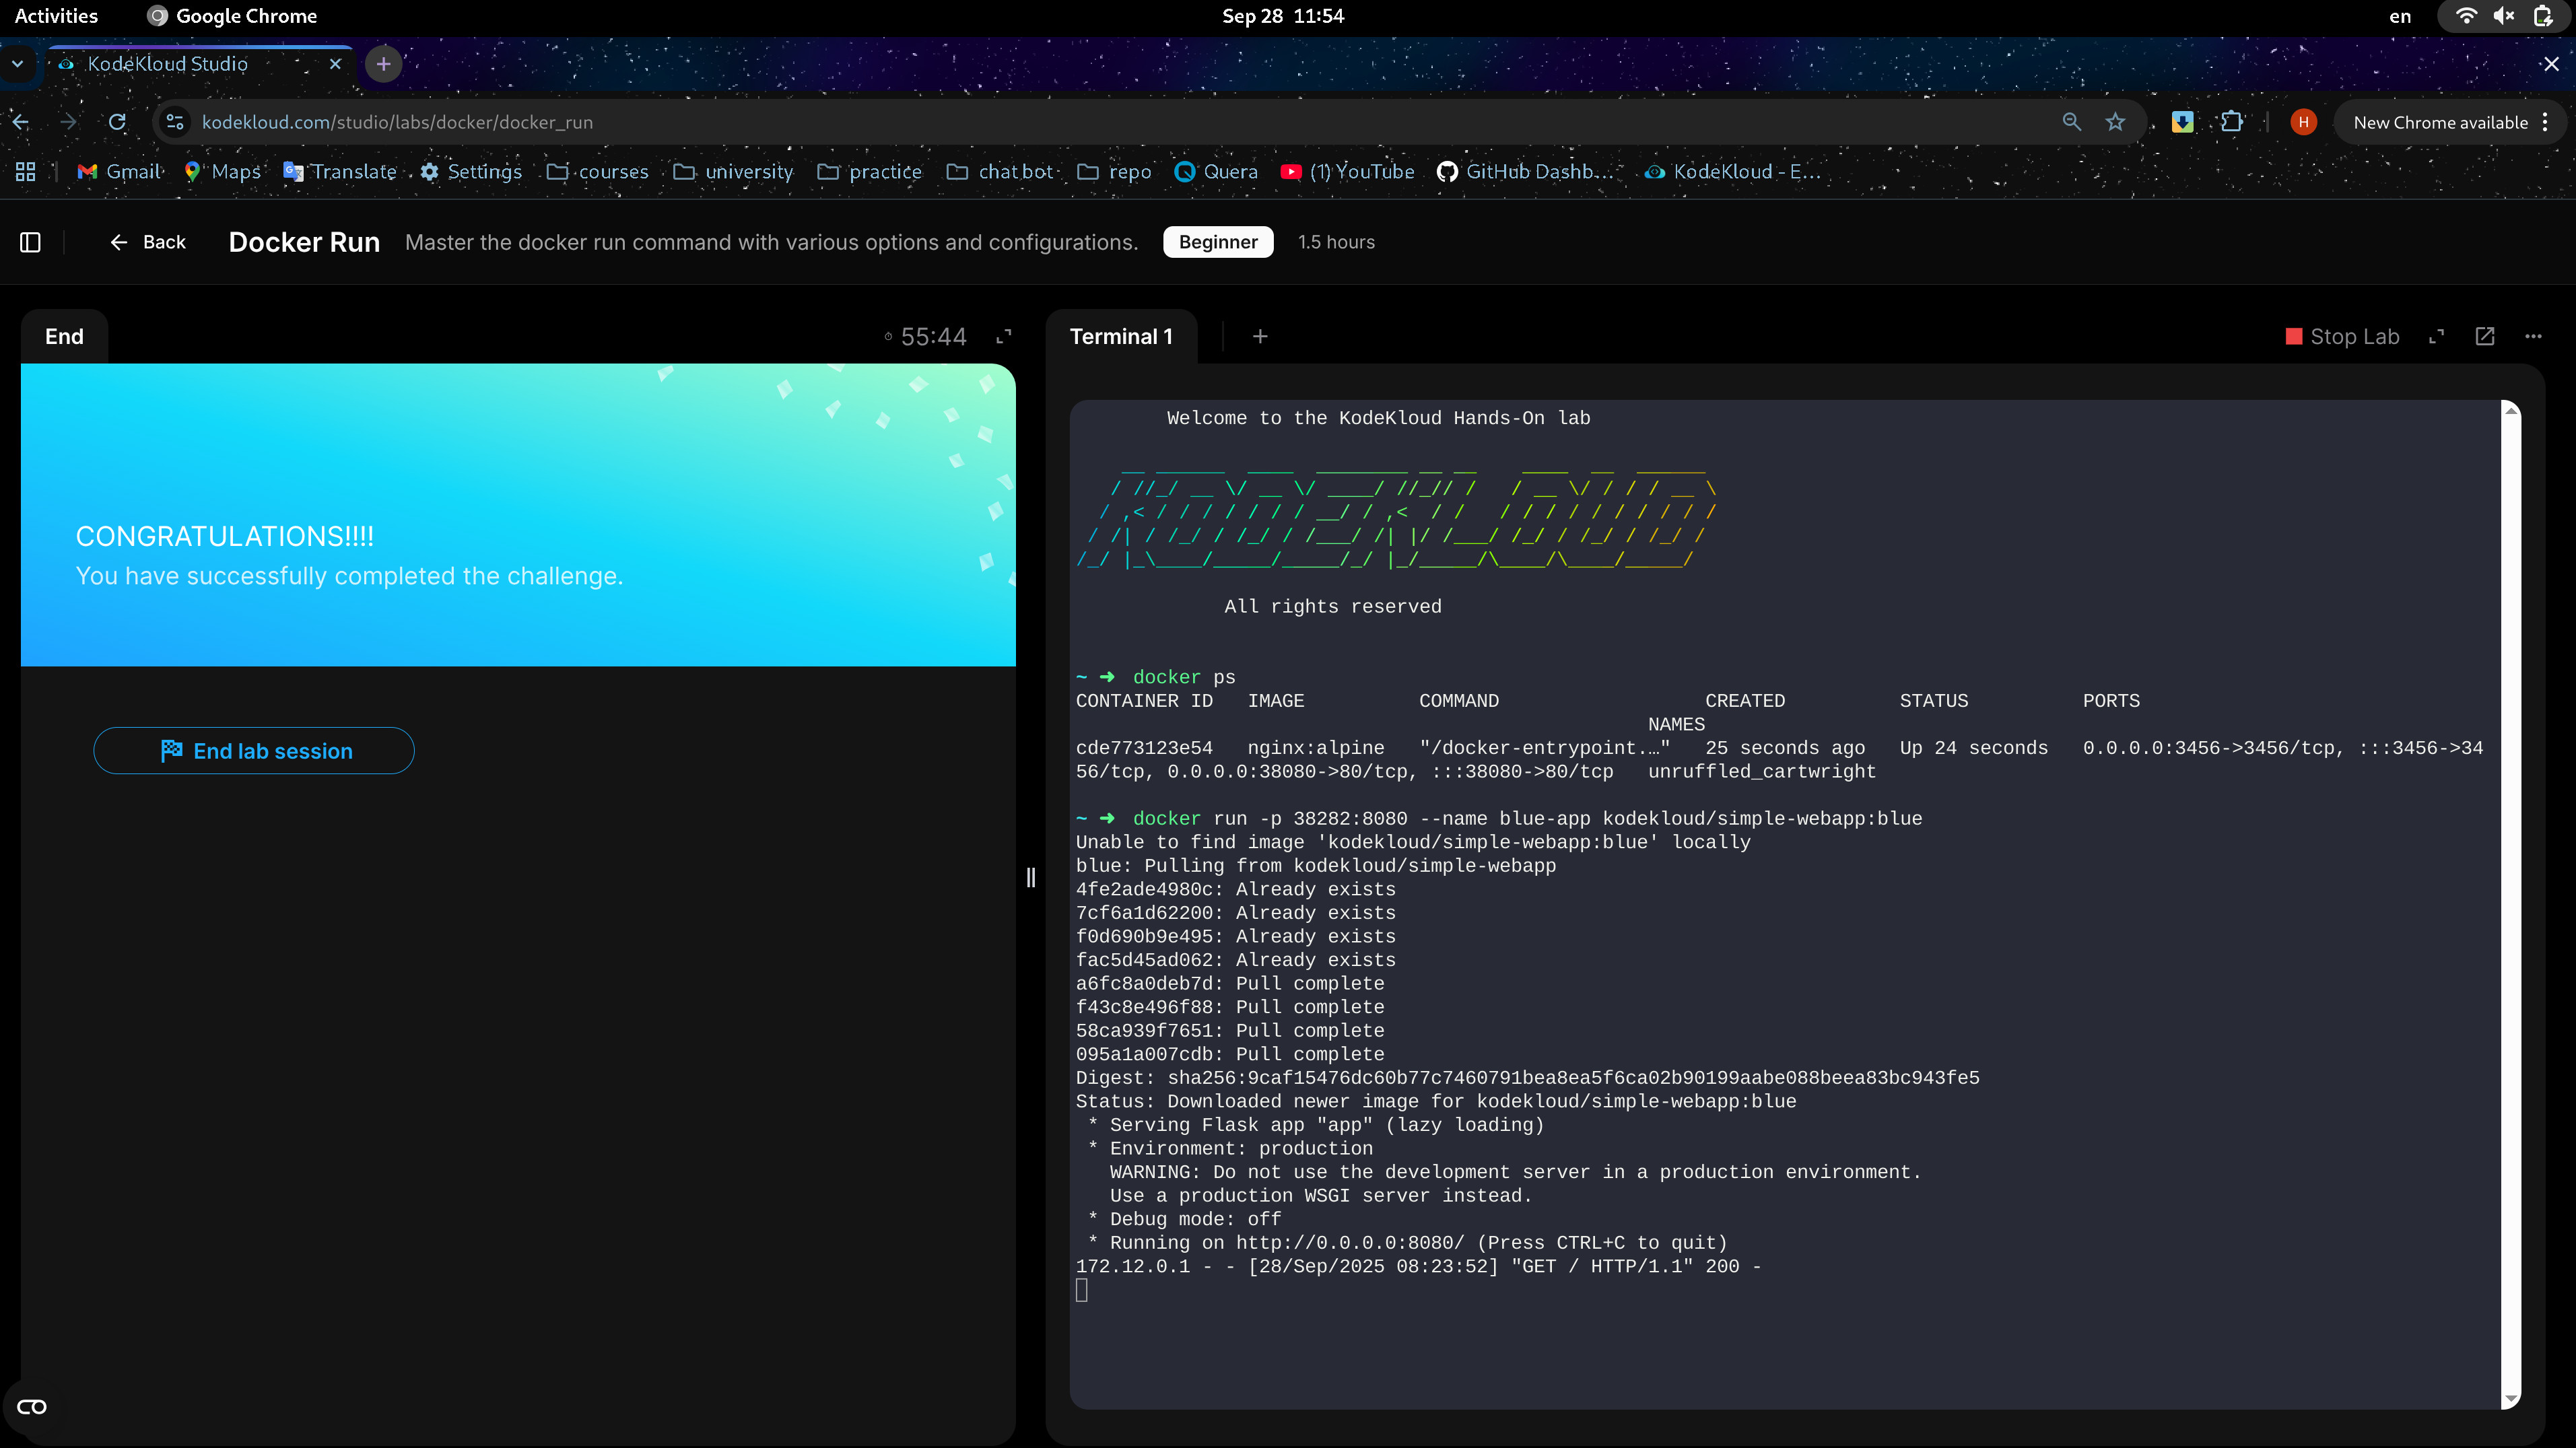 Activities
Google Chrome
Sep 28 11:54
en
KodeKloud Studio
kodekloud.com/studio/labs/docker/docker_run
H
New Chrome available
Gmail
Maps
Translate
Settings
courses
university
practice
chat bot
repo
Quera
(1) YouTube
GitHub Dashb...
KodeKloud - E...
Back
Docker Run
Master the docker run command with various options and configurations.
Beginner
1.5 hours
End
55:44
CONGRATULATIONS!!!!
You have successfully completed the challenge.
End lab session
Terminal 1
Stop Lab
Welcome to the KodeKloud Hands-On lab
KODEKLOUD
All rights reserved
~ ➜ docker ps
CONTAINER ID   IMAGE          COMMAND                  CREATED          STATUS          PORTS
NAMES
cde773123e54   nginx:alpine   "/docker-entrypoint.…"   25 seconds ago   Up 24 seconds   0.0.0.0:3456->3456/tcp, :::3456->34
56/tcp, 0.0.0.0:38080->80/tcp, :::38080->80/tcp   unruffled_cartwright
~ ➜ docker run -p 38282:8080 --name blue-app kodekloud/simple-webapp:blue
Unable to find image 'kodekloud/simple-webapp:blue' locally
blue: Pulling from kodekloud/simple-webapp
4fe2ade4980c: Already exists
7cf6a1d62200: Already exists
f0d690b9e495: Already exists
fac5d45ad062: Already exists
a6fc8a0deb7d: Pull complete
f43c8e496f88: Pull complete
58ca939f7651: Pull complete
095a1a007cdb: Pull complete
Digest: sha256:9caf15476dc60b77c7460791bea8ea5f6ca02b90199aabe088beea83bc943fe5
Status: Downloaded newer image for kodekloud/simple-webapp:blue
* Serving Flask app "app" (lazy loading)
* Environment: production
WARNING: Do not use the development server in a production environment.
Use a production WSGI server instead.
* Debug mode: off
* Running on http://0.0.0.0:8080/ (Press CTRL+C to quit)
172.12.0.1 - - [28/Sep/2025 08:23:52] "GET / HTTP/1.1" 200 -